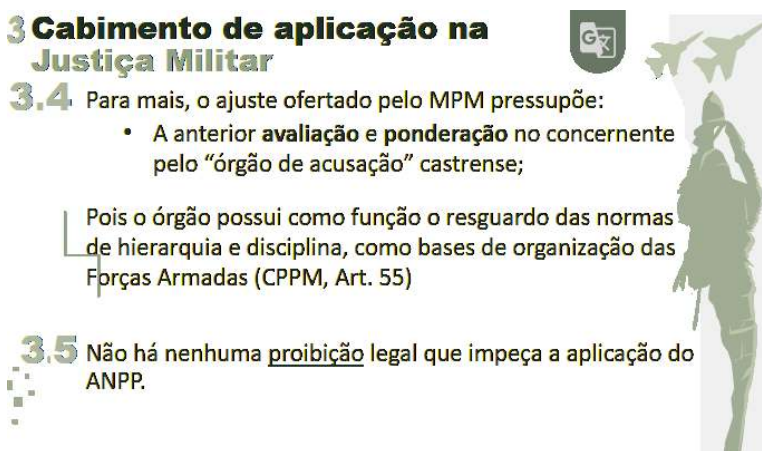 3 Cabimento de aplicação na
Justiça Militar
3.4 Para mais, o ajuste ofertado pelo MPM pressupõe:
• A anterior avaliação e ponderação no concernente
pelo “órgão de acusação” castrense;
Pois o órgão possui como função o resguardo das normas
de hierarquia e disciplina, como bases de organização das
Forças Armadas (CPPM, Art. 55)
3.5 Não há nenhuma proibição legal que impeça a aplicação do
ANPP.